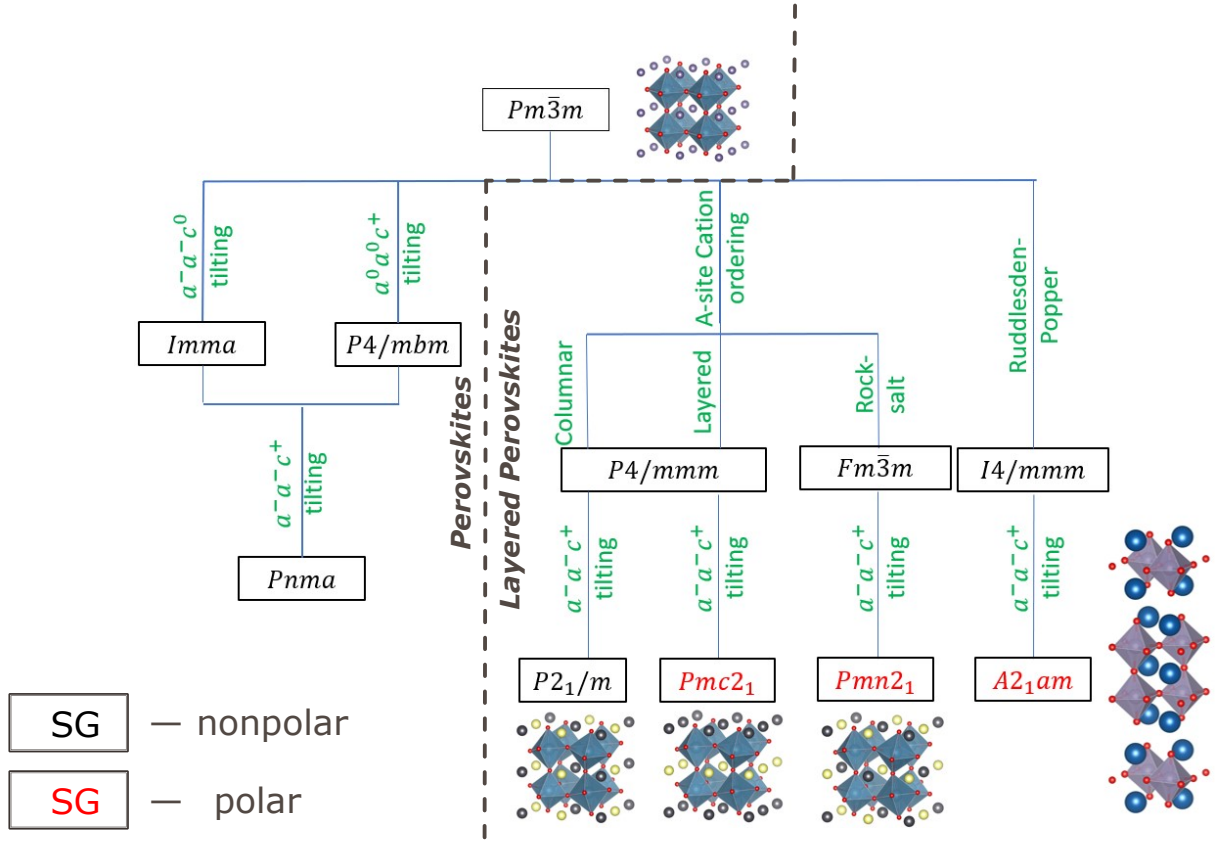 Pm3̅m
a⁻a⁻c⁰
tilting
a⁰a⁰c⁺
tilting
A-site Cation
ordering
Ruddlesden-
Popper
Imma
P4/mbm
Columnar
Layered
Rock-
salt
a⁻a⁻c⁺
tilting
Perovskites
Layered Perovskites
P4/mmm
Fm3̅m
I4/mmm
Pnma
a⁻a⁻c⁺
tilting
a⁻a⁻c⁺
tilting
a⁻a⁻c⁺
tilting
a⁻a⁻c⁺
tilting
P2₁/m
Pmc2₁
Pmn2₁
A2₁am
SG — nonpolar
SG — polar